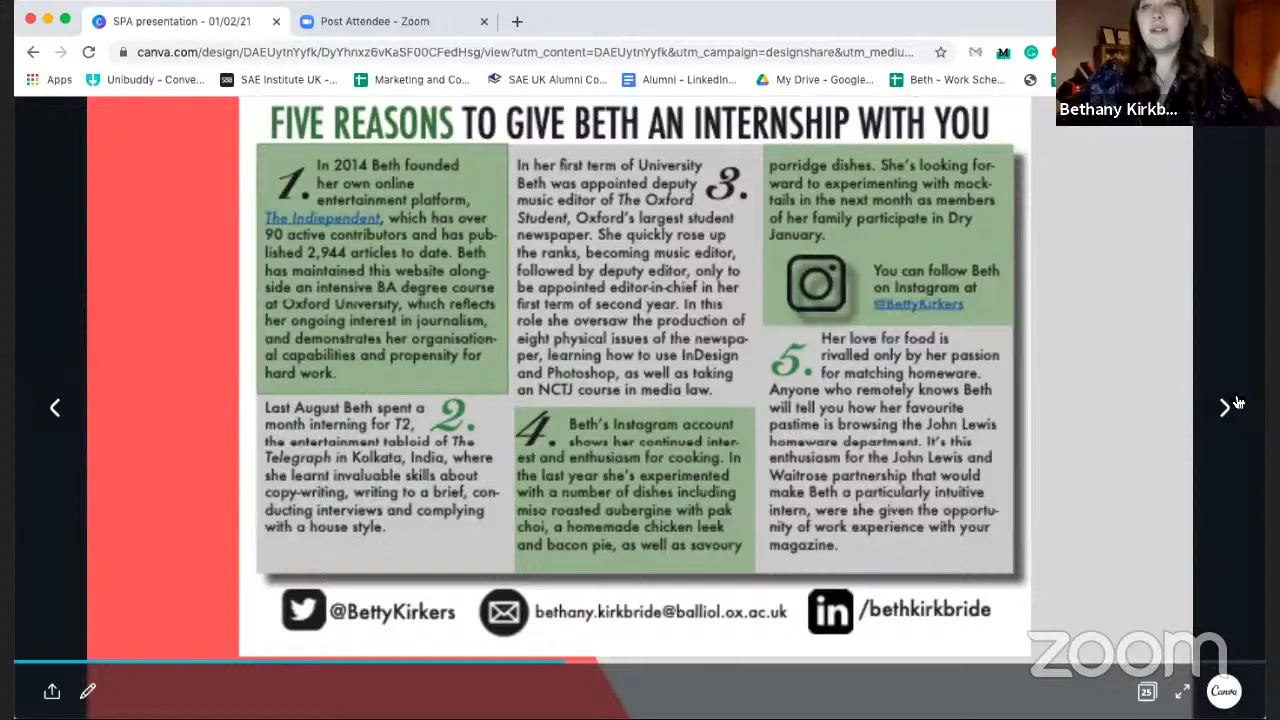 SPA presentation - 01/02/21
Post Attendee - Zoom
canva.com/design/DAEUytnYyfk/DyYhnxz6vKaSFO0CFedHsg/view?utm_content=DAEUytnYyfk&utm_campaign=designshare&utm_mediu...
Apps
Unibuddy - Conve...
SAE Institute UK -...
Marketing and Co...
SAE UK Alumni Co...
Alumni - LinkedIn...
My Drive - Google...
Beth - Work Sche...
Bethany Kirkb...
FIVE REASONS TO GIVE BETH AN INTERNSHIP WITH YOU
1.
In 2014 Beth founded
her own online
entertainment platform,
The Indiependent, which has over
90 active contributors and has pub-
lished 2,944 articles to date. Beth
has maintained this website along-
side an intensive BA degree course
at Oxford University, which reflects
her ongoing interest in journalism,
and demonstrates her organisation-
al capabilities and propensity for
hard work.
2.
Last August Beth spent a
month interning for T2,
the entertainment tabloid of The
Telegraph in Kolkata, India, where
she learnt invaluable skills about
copy-writing, writing to a brief, con-
ducting interviews and complying
with a house style.
3.
In her first term of University
Beth was appointed deputy
music editor of The Oxford
Student, Oxford's largest student
newspaper. She quickly rose up
the ranks, becoming music editor,
followed by deputy editor, only to
be appointed editor-in-chief in her
first term of second year. In this
role she oversaw the production of
eight physical issues of the newspa-
per, learning how to use InDesign
and Photoshop, as well as taking
an NCTJ course in media law.
4.
Beth's Instagram account
shows her continued inter-
est and enthusiasm for cooking. In
the last year she's experimented
with a number of dishes including
miso roasted aubergine with pak
choi, a homemade chicken leek
and bacon pie, as well as savoury
porridge dishes. She's looking for-
ward to experimenting with mock-
tails in the next month as members
of her family participate in Dry
January.
You can follow Beth
on Instagram at
@BettyKirkers
5.
Her love for food is
rivalled only by her passion
for matching homeware.
Anyone who remotely knows Beth
will tell you how her favourite
pastime is browsing the John Lewis
homeware department. It's this
enthusiasm for the John Lewis and
Waitrose partnership that would
make Beth a particularly intuitive
intern, were she given the opportu-
nity of work experience with your
magazine.
@BettyKirkers
bethany.kirkbride@balliol.ox.ac.uk
in /bethkirkbride
zoom
25
Canva